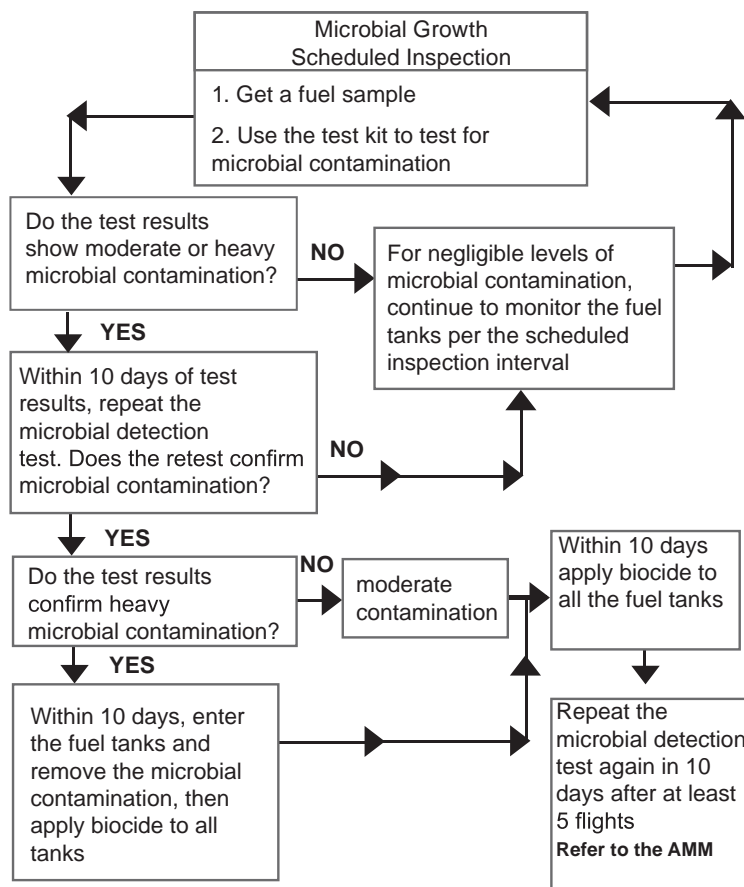 Microbial Growth
Scheduled Inspection
1. Get a fuel sample
2. Use the test kit to test for
microbial contamination
Do the test results
show moderate or heavy
microbial contamination?
NO
For negligible levels of
microbial contamination,
continue to monitor the fuel
tanks per the scheduled
inspection interval
YES
Within 10 days of test
results, repeat the
microbial detection
test. Does the retest confirm
microbial contamination?
NO
YES
Do the test results
confirm heavy
microbial contamination?
NO
moderate
contamination
Within 10 days
apply biocide to
all the fuel tanks
YES
Within 10 days, enter
the fuel tanks and
remove the microbial
contamination, then
apply biocide to all
tanks
Repeat the
microbial detection
test again in 10
days after at least
5 flights
Refer to the AMM